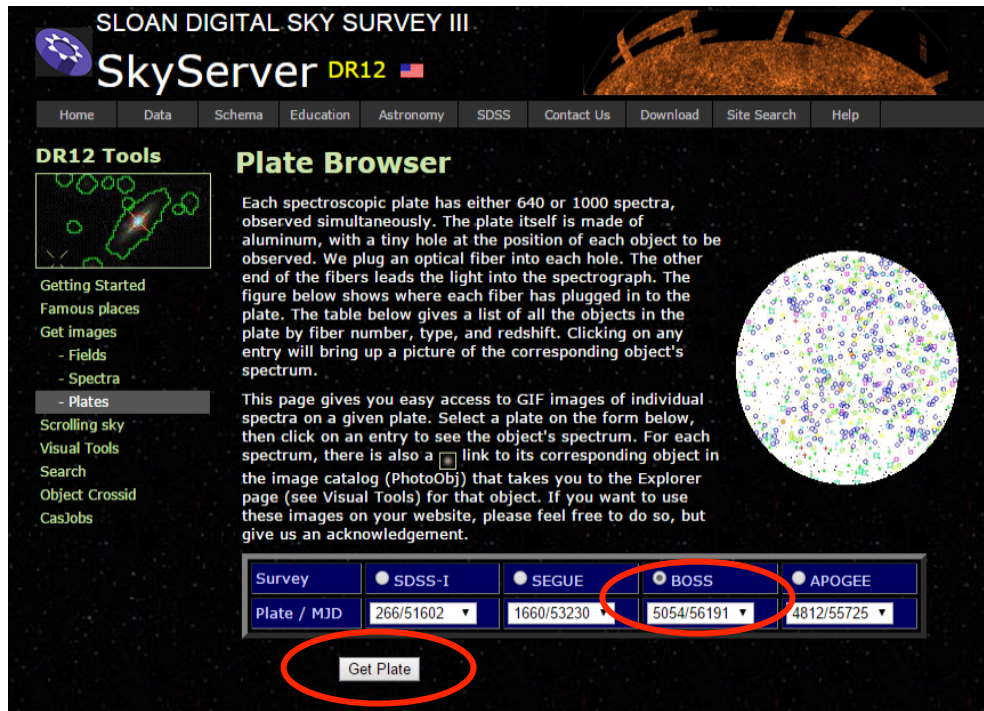 SLOAN DIGITAL SKY SURVEY III
SkyServer DR12
Home Data Schema Education Astronomy SDSS Contact Us Download Site Search Help
DR12 Tools
Getting Started
Famous places
Get images
- Fields
- Spectra
- Plates
Scrolling sky
Visual Tools
Search
Object Crossid
CasJobs
Plate Browser
Each spectroscopic plate has either 640 or 1000 spectra,
observed simultaneously. The plate itself is made of
aluminum, with a tiny hole at the position of each object to be
observed. We plug an optical fiber into each hole. The other
end of the fibers leads the light into the spectrograph. The
figure below shows where each fiber has plugged in to the
plate. The table below gives a list of all the objects in the
plate by fiber number, type, and redshift. Clicking on any
entry will bring up a picture of the corresponding object's
spectrum.
This page gives you easy access to GIF images of individual
spectra on a given plate. Select a plate on the form below,
then click on an entry to see the object's spectrum. For each
spectrum, there is also a link to its corresponding object in
the image catalog (PhotoObj) that takes you to the Explorer
page (see Visual Tools) for that object. If you want to use
these images on your website, please feel free to do so, but
give us an acknowledgement.
Survey SDSS-I SEGUE BOSS APOGEE
Plate / MJD 266/51602 1660/53230 5054/56191 4812/55725
Get Plate